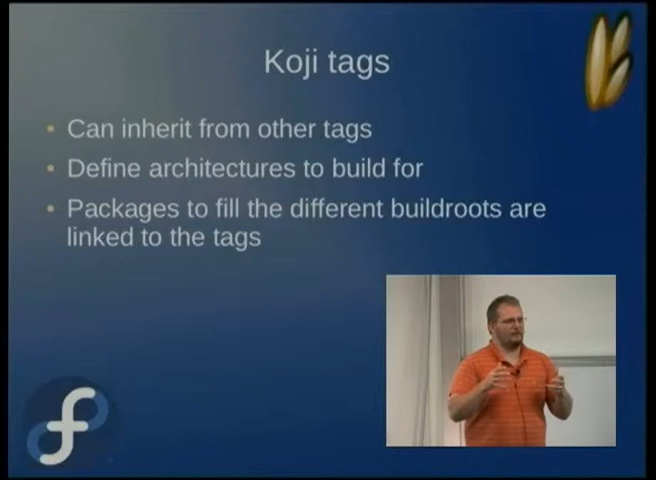 Koji tags
• Can inherit from other tags
• Define architectures to build for
• Packages to fill the different buildroots are
linked to the tags